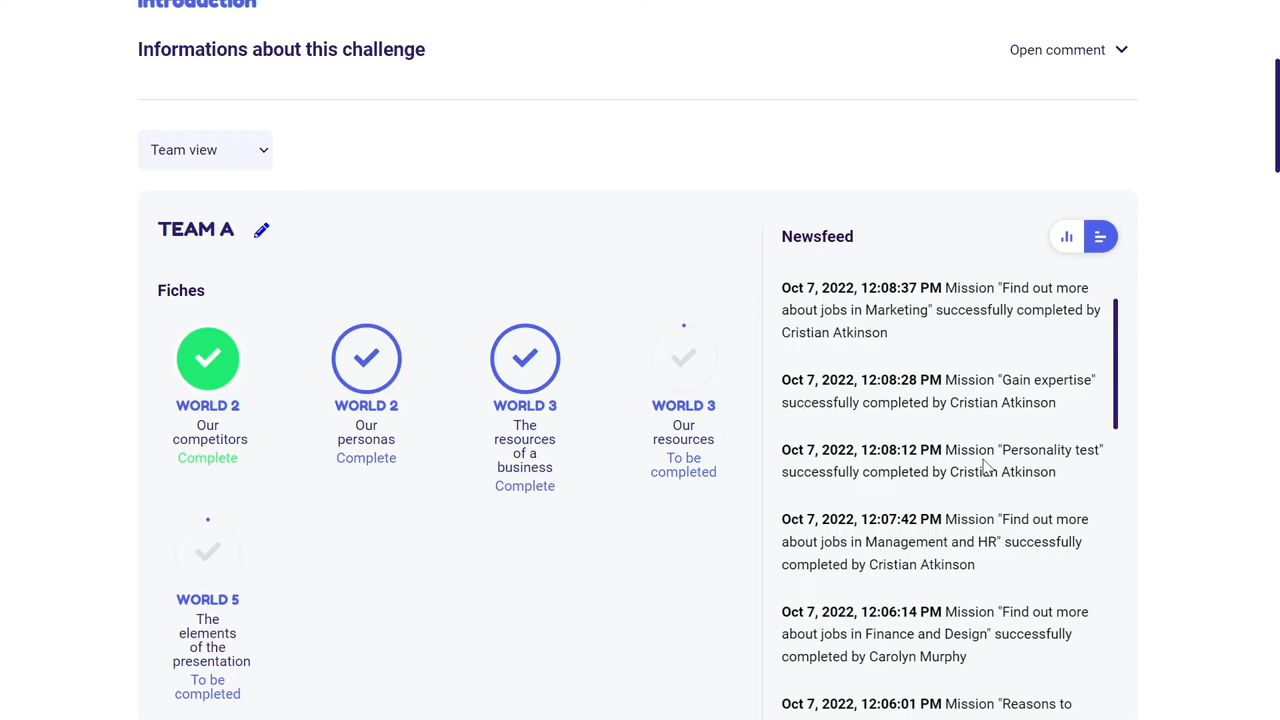 Introduction
Informations about this challenge
Open comment
Team view
TEAM A
Fiches
WORLD 2
Our
competitors
Complete
WORLD 2
Our
personas
Complete
WORLD 3
The
resources
of a
business
Complete
WORLD 3
Our
resources
To be
completed
WORLD 5
The
elements
of the
presentation
To be
completed
Newsfeed
Oct 7, 2022, 12:08:37 PM Mission "Find out more
about jobs in Marketing" successfully completed by
Cristian Atkinson
Oct 7, 2022, 12:08:28 PM Mission "Gain expertise"
successfully completed by Cristian Atkinson
Oct 7, 2022, 12:08:12 PM Mission "Personality test"
successfully completed by Cristian Atkinson
Oct 7, 2022, 12:07:42 PM Mission "Find out more
about jobs in Management and HR" successfully
completed by Cristian Atkinson
Oct 7, 2022, 12:06:14 PM Mission "Find out more
about jobs in Finance and Design" successfully
completed by Carolyn Murphy
Oct 7, 2022, 12:06:01 PM Mission "Reasons to